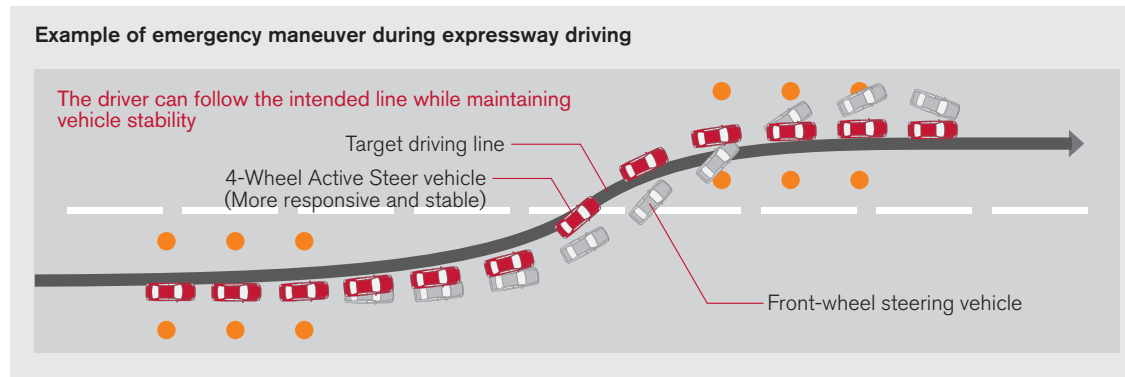 Example of emergency maneuver during expressway driving
The driver can follow the intended line while maintaining
vehicle stability
Target driving line
4-Wheel Active Steer vehicle
(More responsive and stable)
Front-wheel steering vehicle